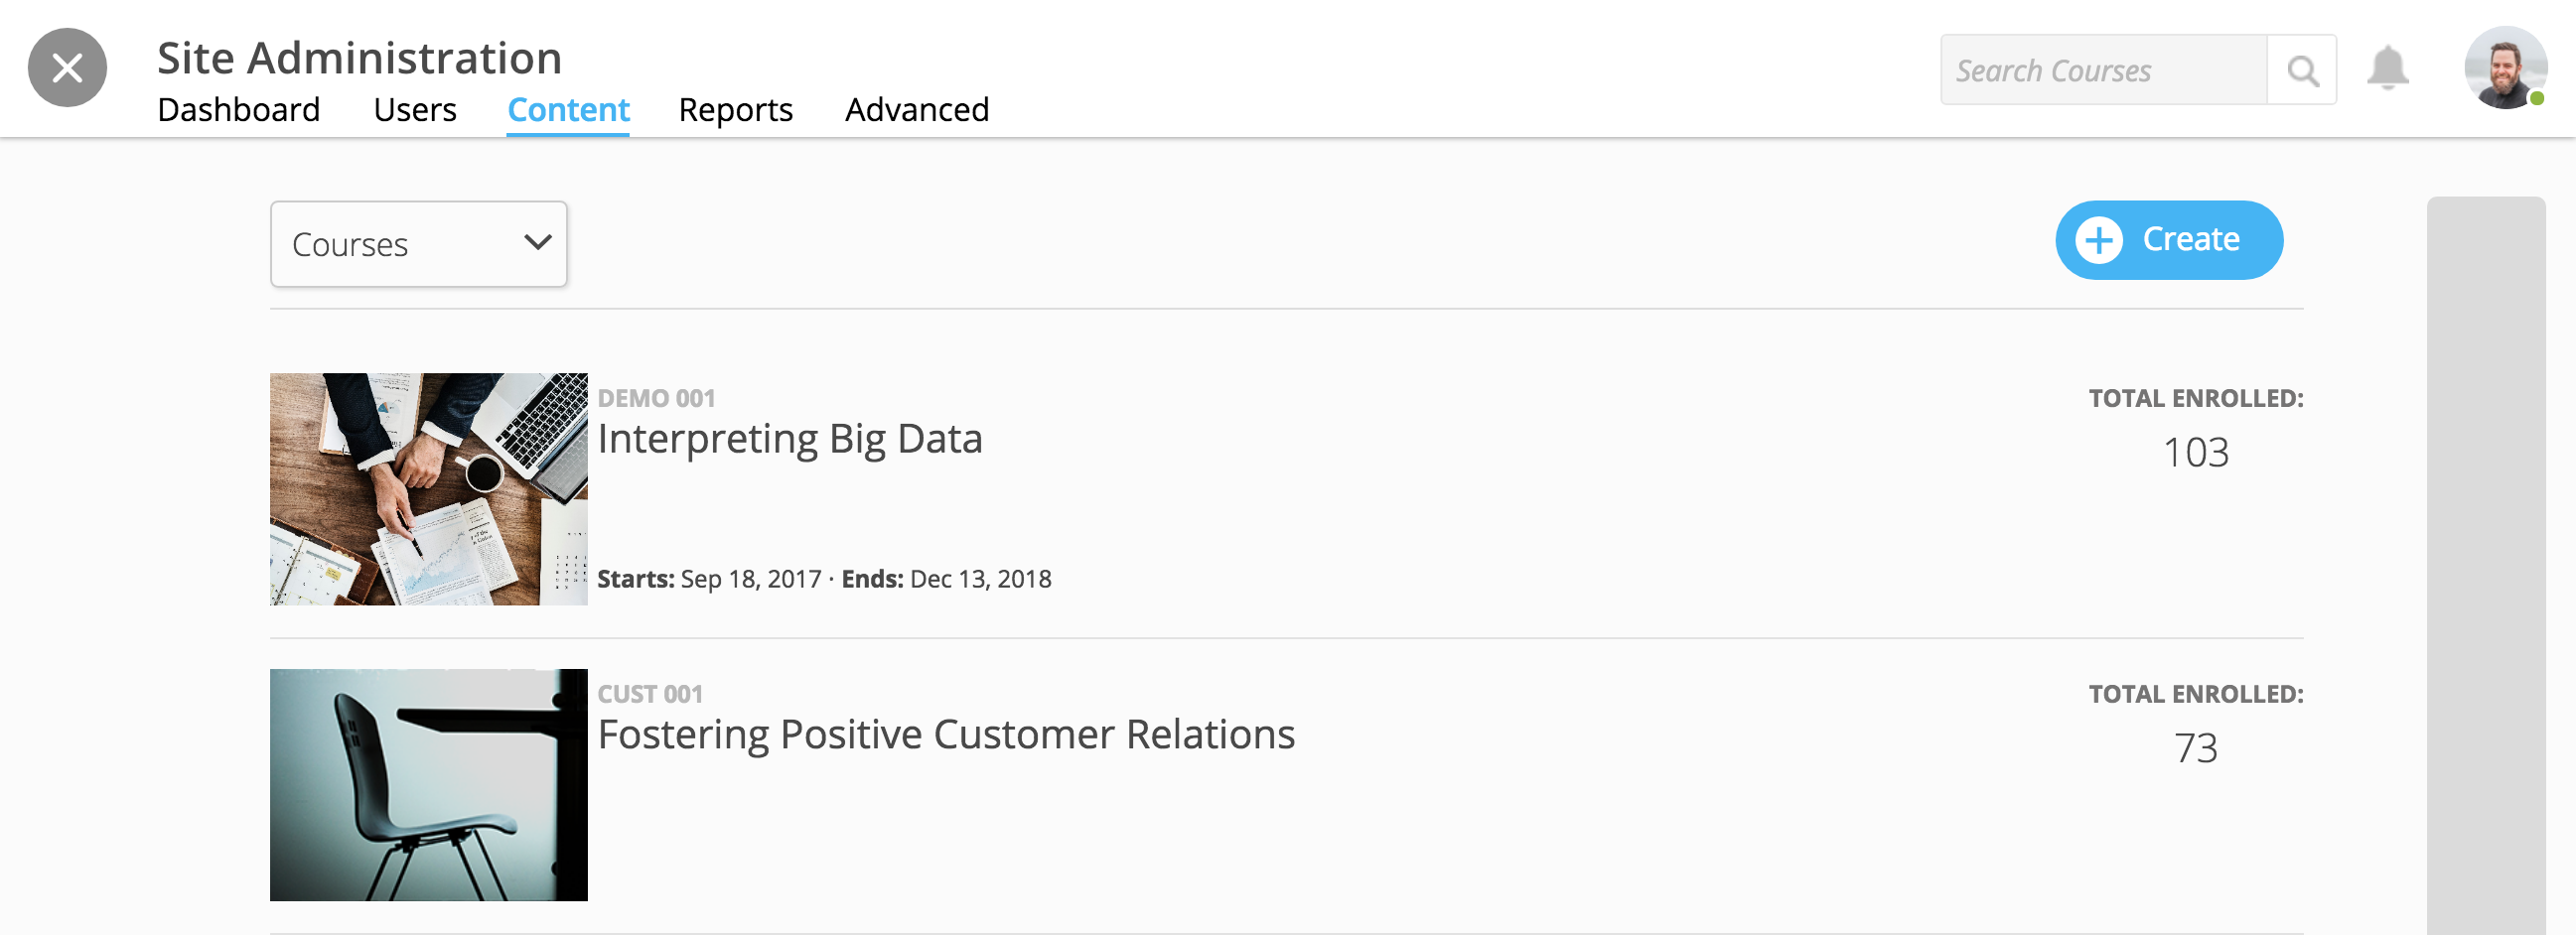 Site Administration
Dashboard Users Content Reports Advanced
Search Courses
Courses
Create
DEMO 001
Interpreting Big Data
Starts: Sep 18, 2017 · Ends: Dec 13, 2018
TOTAL ENROLLED:
103
CUST 001
Fostering Positive Customer Relations
TOTAL ENROLLED:
73